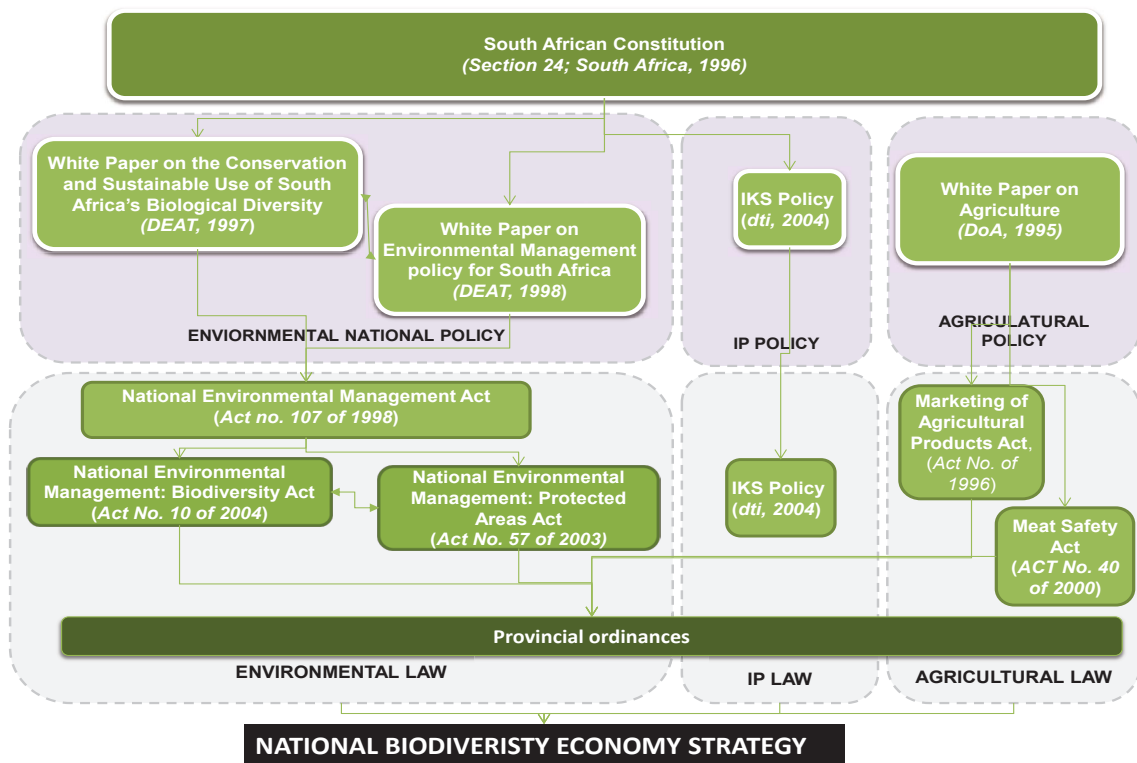 South African Constitution
(Section 24; South Africa, 1996)
White Paper on the Conservation
and Sustainable Use of South
Africa's Biological Diversity
(DEAT, 1997)
White Paper on
Environmental Management
policy for South Africa
(DEAT, 1998)
ENVIORNMENTAL NATIONAL POLICY
IKS Policy
(dti, 2004)
IP POLICY
White Paper on
Agriculture
(DoA, 1995)
AGRICULATURAL
POLICY
National Environmental Management Act
(Act no. 107 of 1998)
National Environmental
Management: Biodiversity Act
(Act No. 10 of 2004)
National Environmental
Management: Protected
Areas Act
(Act No. 57 of 2003)
IKS Policy
(dti, 2004)
Marketing of
Agricultural
Products Act,
(Act No. of
1996)
Meat Safety
Act
(ACT No. 40
of 2000)
Provincial ordinances
ENVIRONMENTAL LAW
IP LAW
AGRICULTURAL LAW
NATIONAL BIODIVERISTY ECONOMY STRATEGY